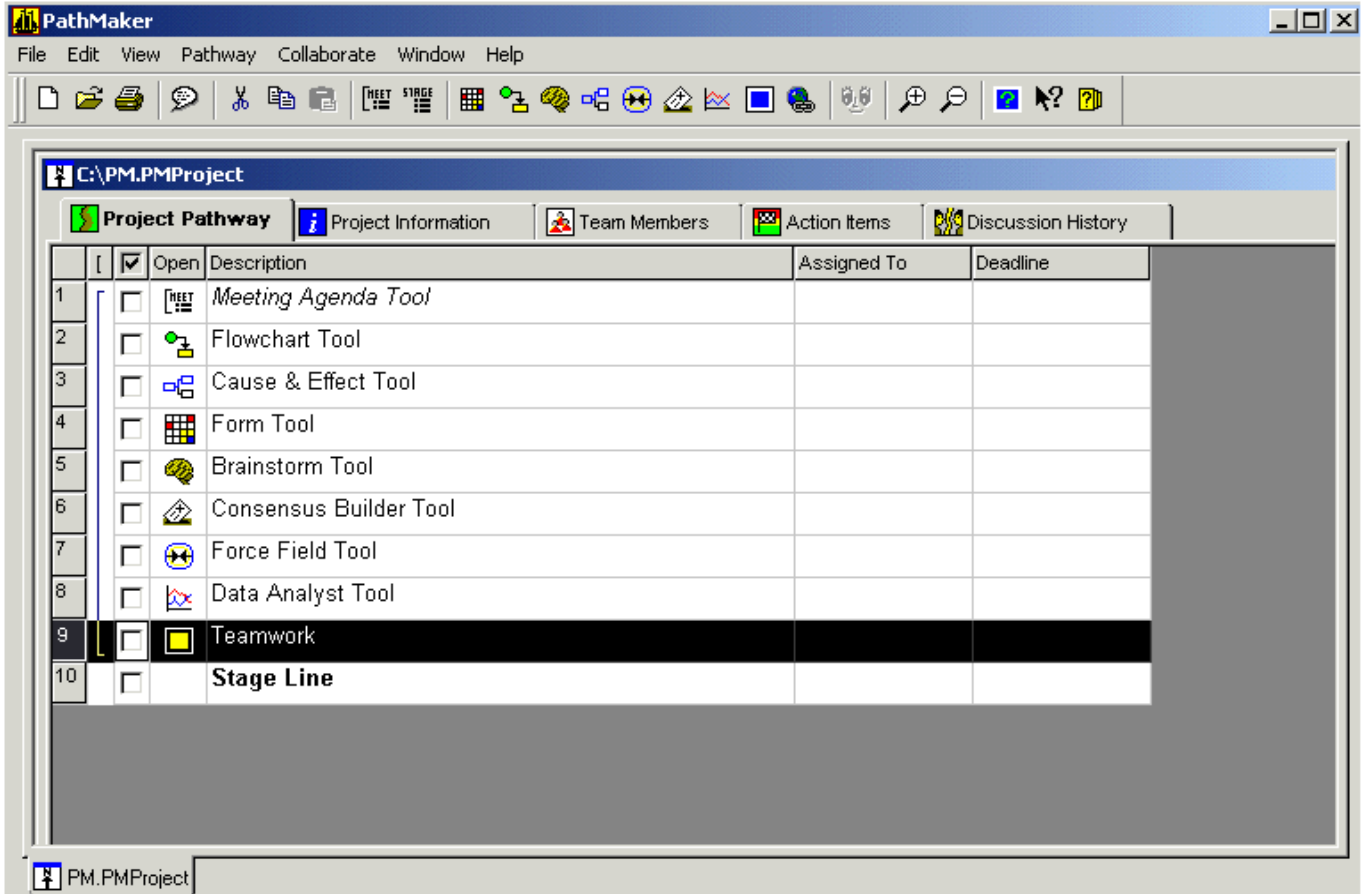 PathMaker
File Edit View Pathway Collaborate Window Help
MEET STAGE
C:\PM.PMProject
Project Pathway Project Information Team Members Action Items Discussion History
[ Open Description Assigned To Deadline
1 MEET Meeting Agenda Tool
2 Flowchart Tool
3 Cause & Effect Tool
4 Form Tool
5 Brainstorm Tool
6 Consensus Builder Tool
7 Force Field Tool
8 Data Analyst Tool
9 Teamwork
10 Stage Line
PM.PMProject